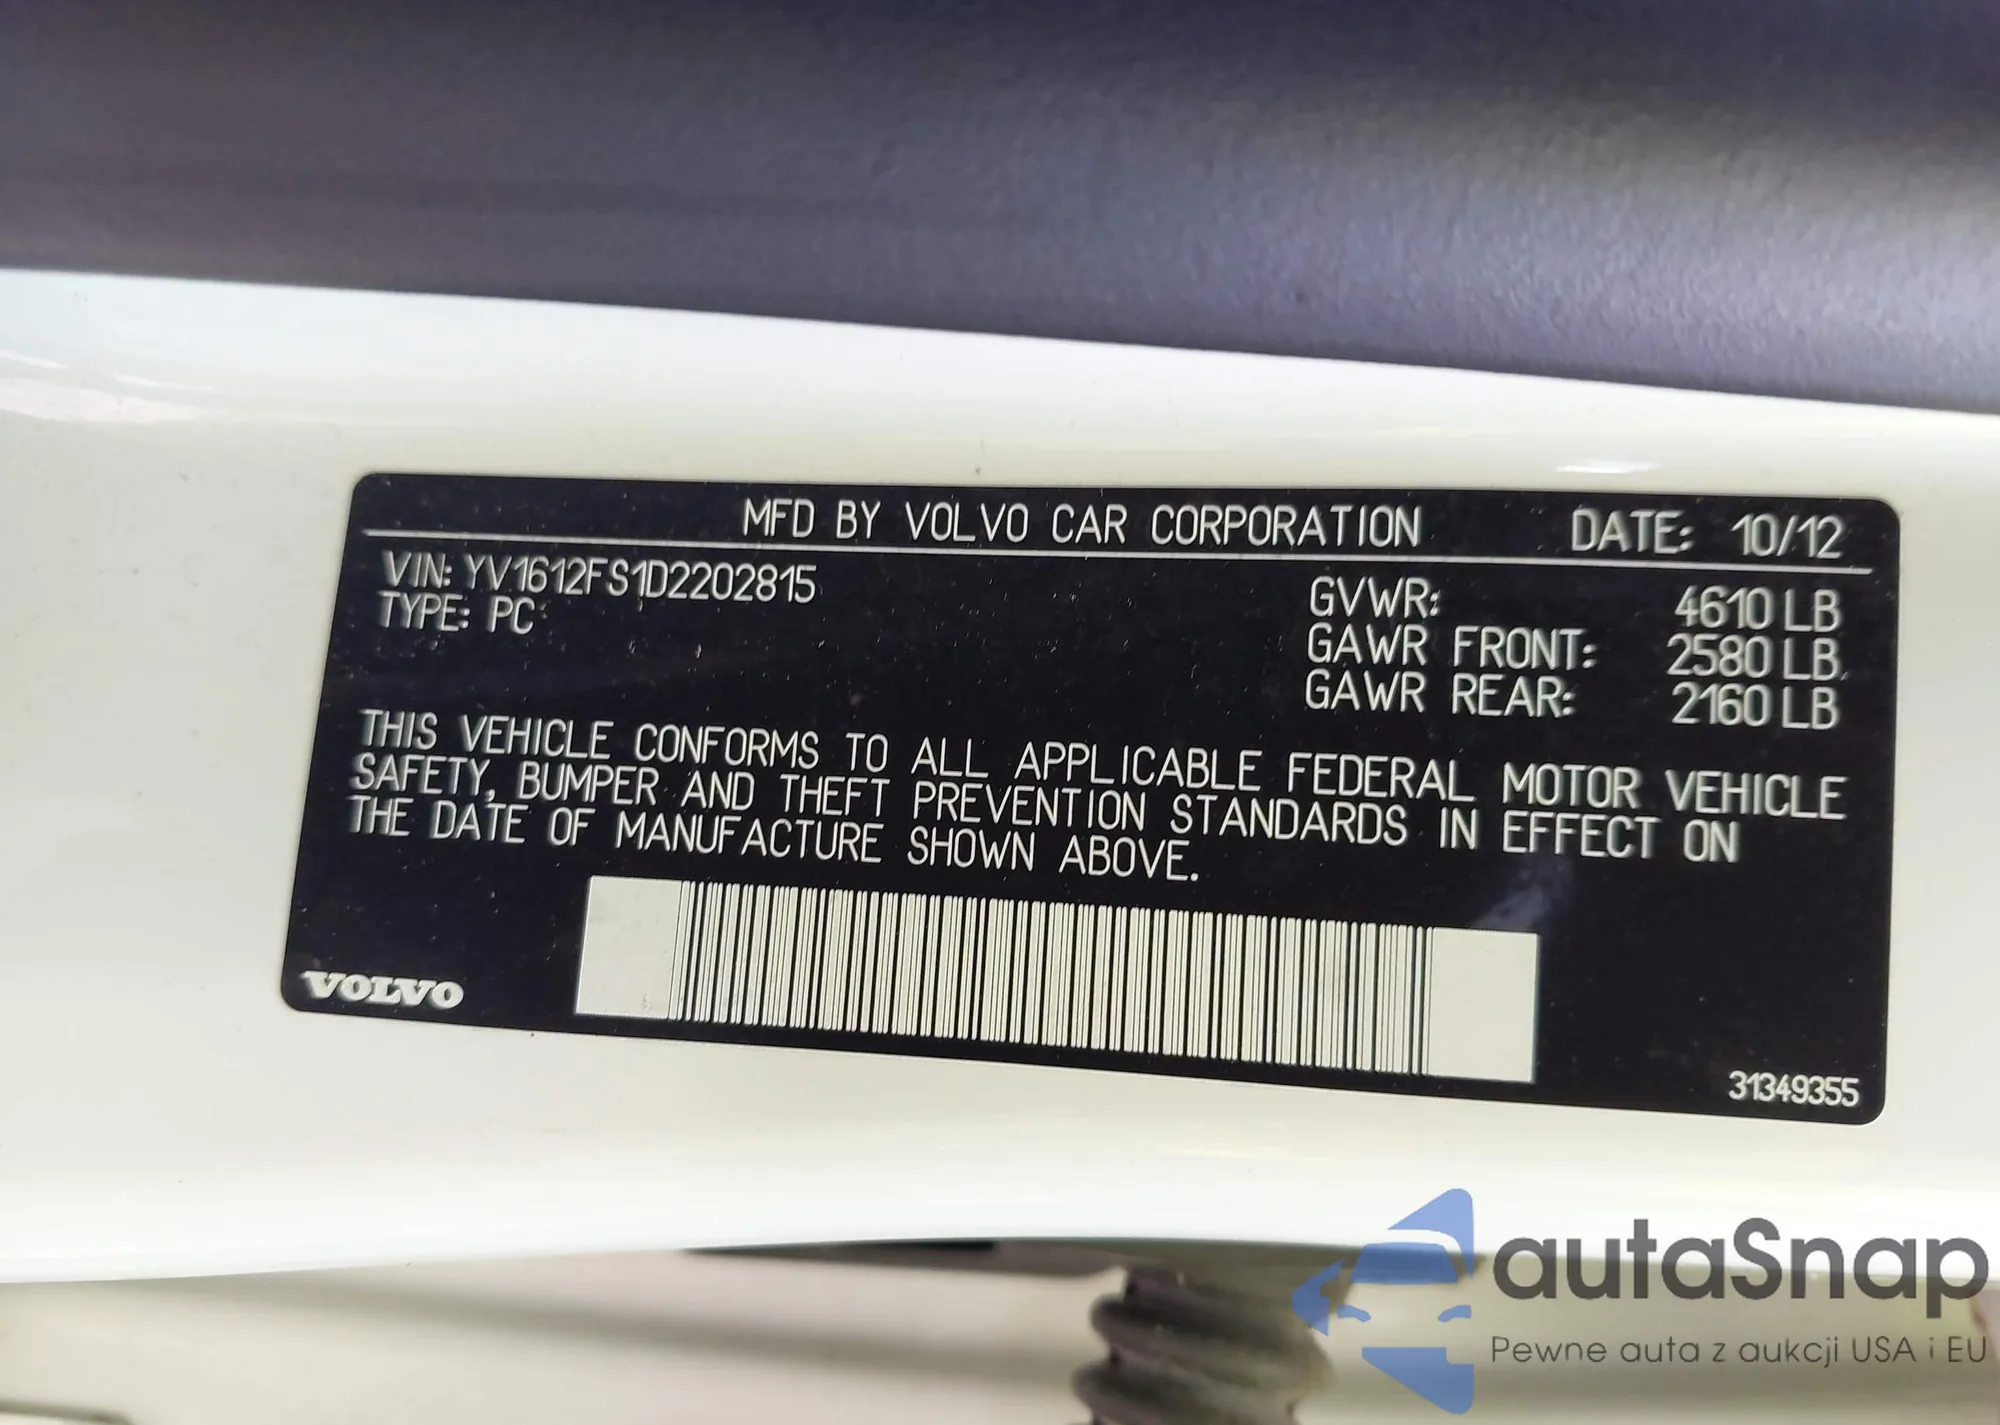 MFD BY VOLVO CAR CORPORATION DATE: 10/12
VIN: YV1612FS1D2202815
TYPE: PC
GVWR: 4610 LB
GAWR FRONT: 2580 LB
GAWR REAR: 2160 LB
THIS VEHICLE CONFORMS TO ALL APPLICABLE FEDERAL MOTOR VEHICLE
SAFETY, BUMPER AND THEFT PREVENTION STANDARDS IN EFFECT ON
THE DATE OF MANUFACTURE SHOWN ABOVE.
VOLVO
31349355
autaSnap
Pewne auta z aukcji USA i EU